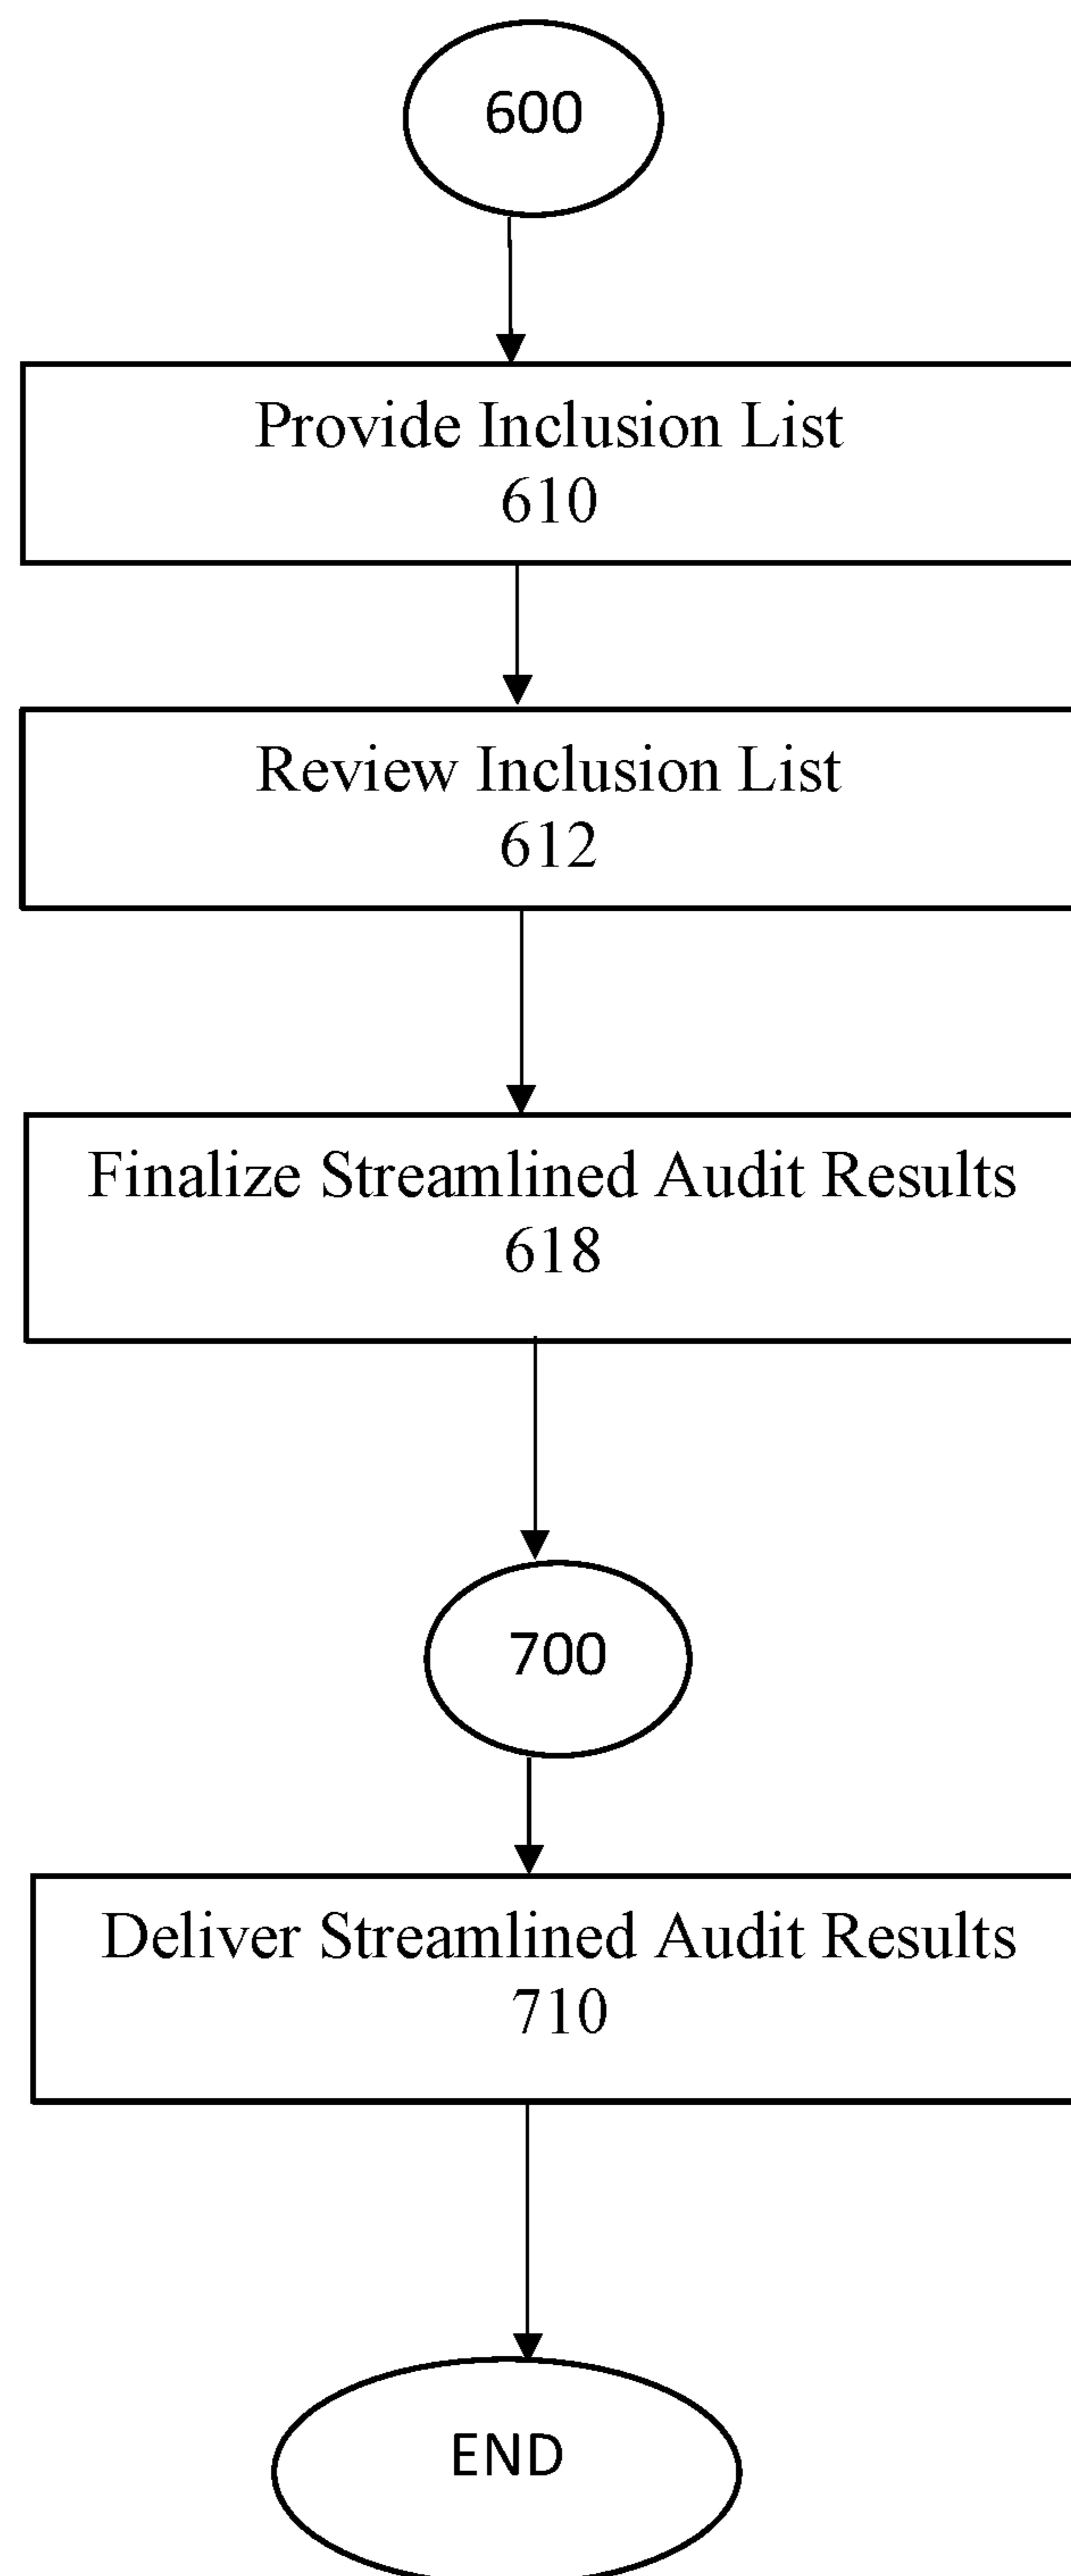 600
Provide Inclusion List
610
Review Inclusion List
612
Finalize Streamlined Audit Results
618
700
Deliver Streamlined Audit Results
710
END